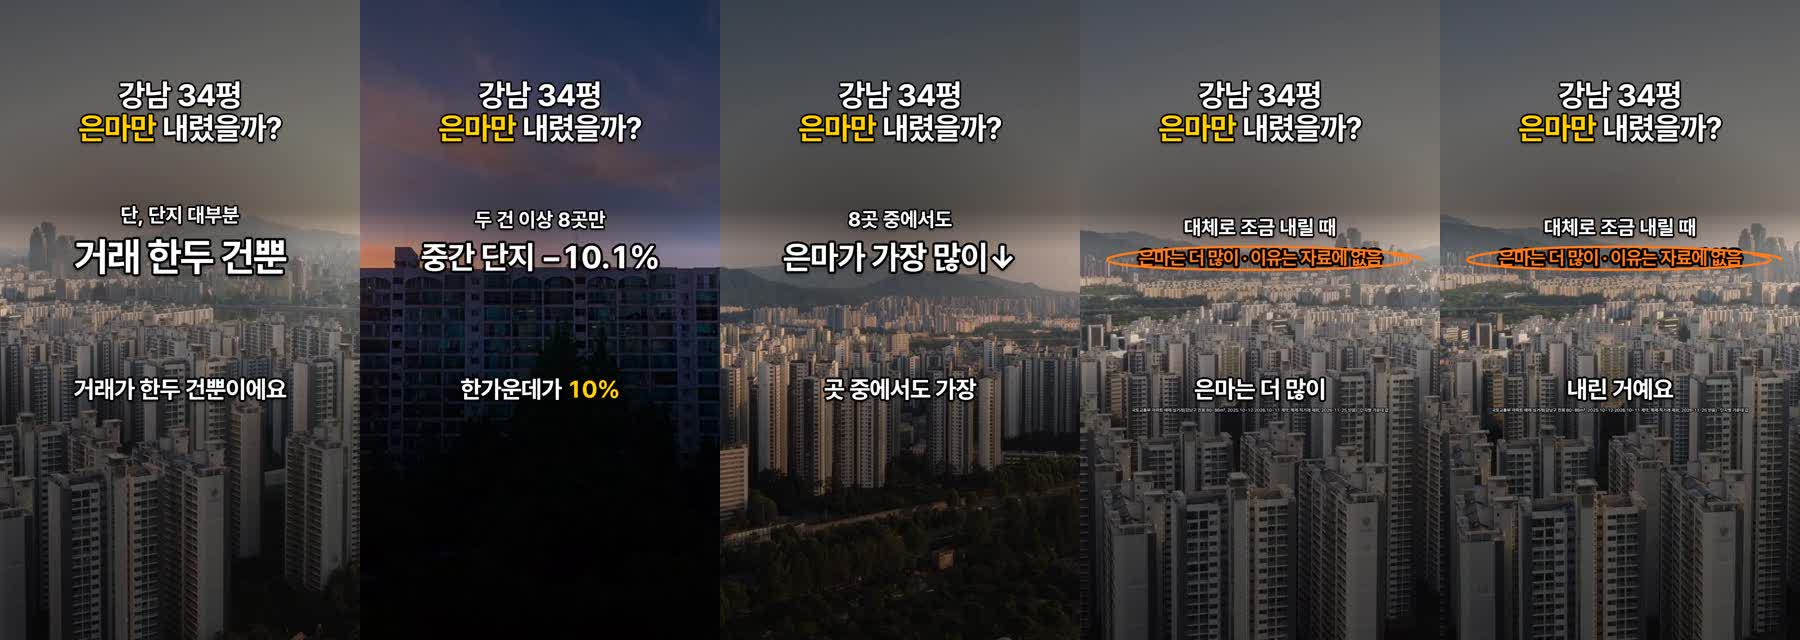 강남 34평
은마만 내렸을까?
단, 단지 대부분
거래 한두 건뿐
거래가 한두 건뿐이에요
강남 34평
은마만 내렸을까?
두 건 이상 8곳만
중간 단지 –10.1%
한가운데가 10%
강남 34평
은마만 내렸을까?
8곳 중에서도
은마가 가장 많이↓
곳 중에서도 가장
강남 34평
은마만 내렸을까?
대체로 조금 내릴 때
은마는 더 많이·이유는 자료에 없음
은마는 더 많이
강남 34평
은마만 내렸을까?
대체로 조금 내릴 때
은마는 더 많이·이유는 자료에 없음
내린 거예요